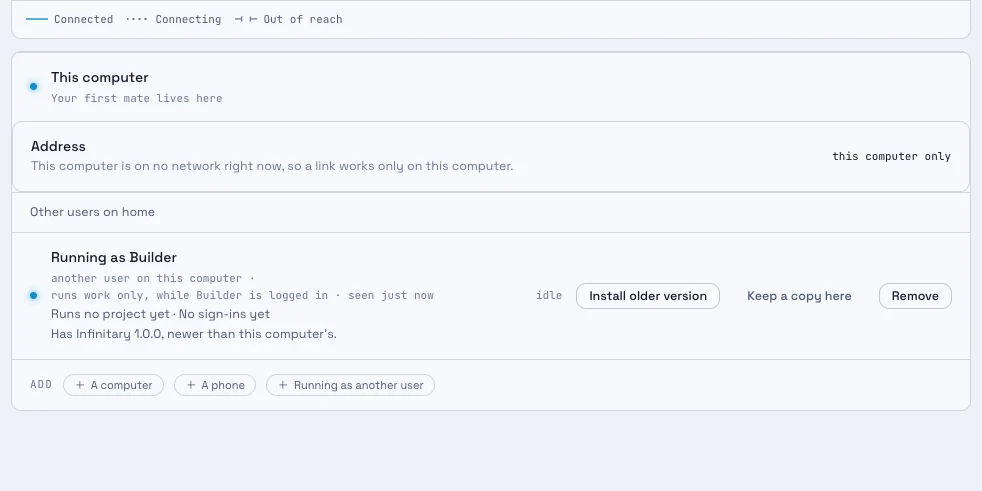 Connected Connecting Out of reach
This computer
Your first mate lives here
Address
This computer is on no network right now, so a link works only on this computer.
this computer only
Other users on home
Running as Builder
another user on this computer ·
runs work only, while Builder is logged in · seen just now
Runs no project yet · No sign-ins yet
Has Infinitary 1.0.0, newer than this computer's.
idle Install older version Keep a copy here Remove
ADD + A computer + A phone + Running as another user